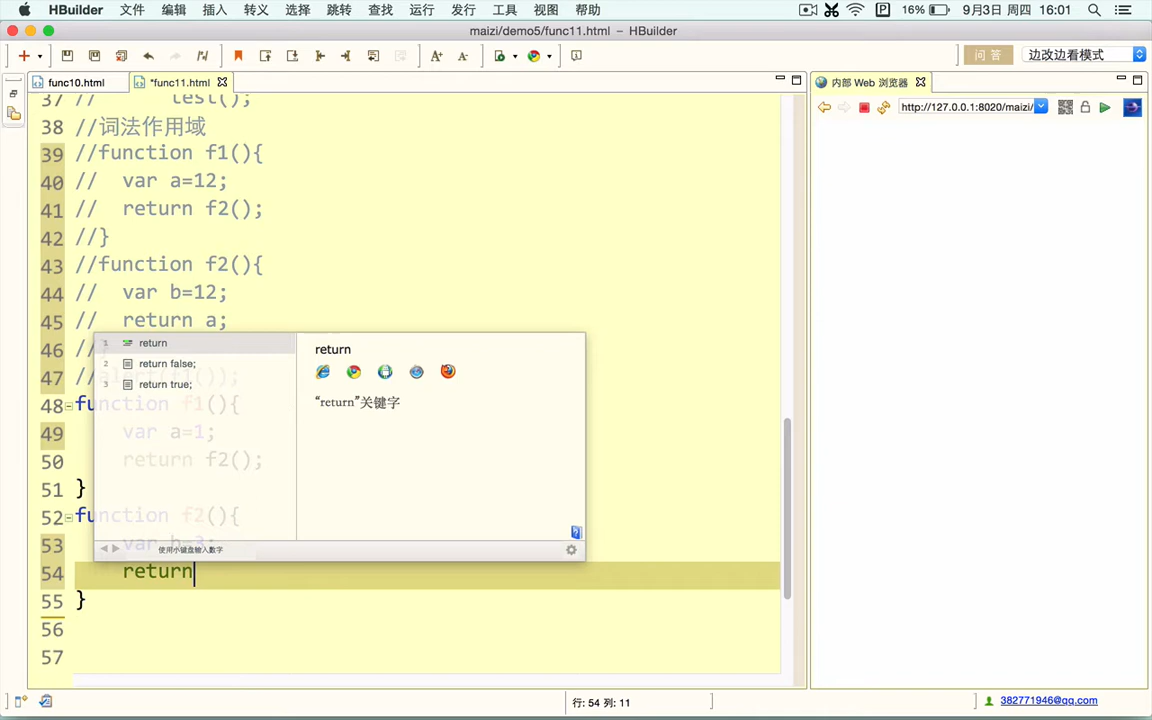 HBuilder 文件 编辑 插入 转义 选择 跳转 查找 运行 发行 工具 视图 帮助 16% 9月3日 周四 16:01
maizi/demo5/func11.html — HBuilder
问 答 边改边看模式
func10.html *func11.html 内部 Web 浏览器
http://127.0.0.1:8020/maizi/
37 // test();
38 //词法作用域
39 //function f1(){
40 // var a=12;
41 // return f2();
42 //}
43 //function f2(){
44 // var b=12;
45 // return a;
46 //}
47 //alert(f1());
48 function f1(){
49 var a=1;
50 return f2();
51 }
52 function f2(){
53 var b=3;
54 return
55 }
56
57
1 return
2 return false;
3 return true;
return
“return”关键字
使用小键盘输入数字
行: 54 列: 11
382771946@qq.com